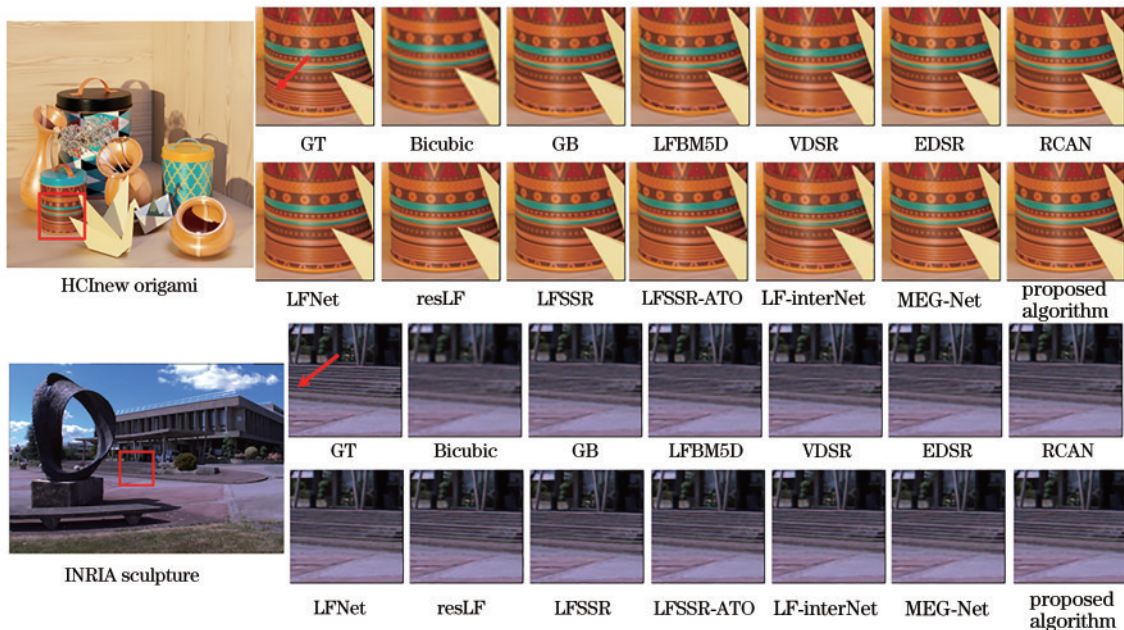 GT Bicubic GB LFBM5D VDSR EDSR RCAN
HCInew origami
LFNet resLF LFSSR LFSSR-ATO LF-interNet MEG-Net proposed
algorithm
GT Bicubic GB LFBM5D VDSR EDSR RCAN
INRIA sculpture
LFNet resLF LFSSR LFSSR-ATO LF-interNet MEG-Net proposed
algorithm